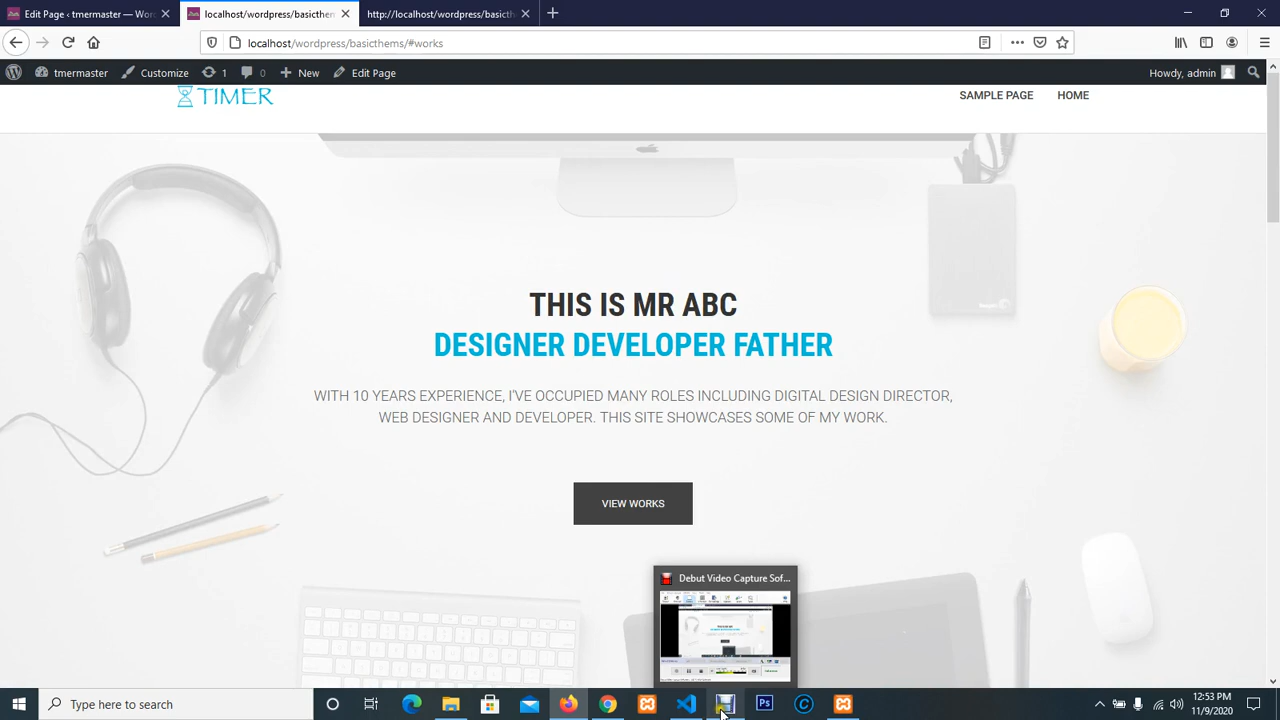 Edit Page ‹ tmermaster — Wor
localhost/wordpress/basicthem
http://localhost/wordpress/basicth
localhost/wordpress/basicthems/#works
tmermaster
Customize
1
0
New
Edit Page
Howdy, admin
TIMER
SAMPLE PAGE
HOME
THIS IS MR ABC
DESIGNER DEVELOPER FATHER
WITH 10 YEARS EXPERIENCE, I'VE OCCUPIED MANY ROLES INCLUDING DIGITAL DESIGN DIRECTOR,
WEB DESIGNER AND DEVELOPER. THIS SITE SHOWCASES SOME OF MY WORK.
VIEW WORKS
Debut Video Capture Sof...
Type here to search
Ps
12:53 PM
11/9/2020